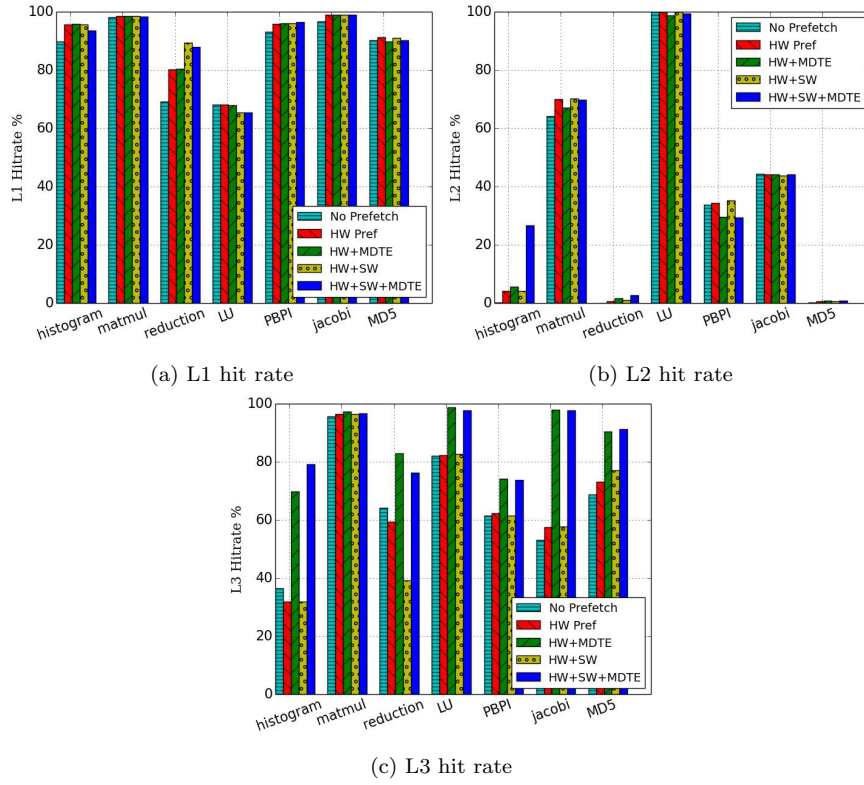 100
80
60
40
20
0
L1 Hitrate %
No Prefetch
HW Pref
HW+MDTE
HW+SW
HW+SW+MDTE
histogram
matmul
reduction
LU
PBPI
jacobi
MD5
(a) L1 hit rate
100
80
60
40
20
0
L2 Hitrate %
No Prefetch
HW Pref
HW+MDTE
HW+SW
HW+SW+MDTE
histogram
matmul
reduction
LU
PBPI
jacobi
MD5
(b) L2 hit rate
100
80
60
40
20
0
L3 Hitrate %
No Prefetch
HW Pref
HW+MDTE
HW+SW
HW+SW+MDTE
histogram
matmul
reduction
LU
PBPI
jacobi
MD5
(c) L3 hit rate